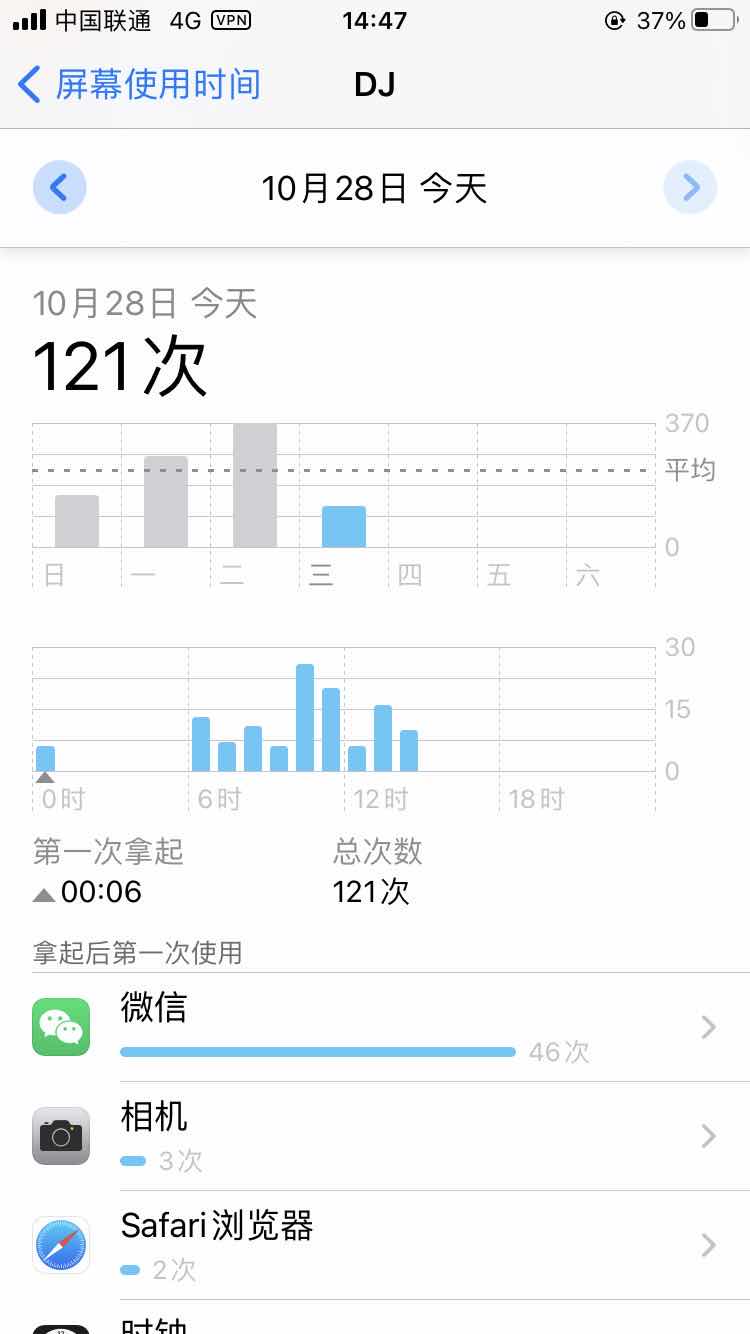 中国联通 4G VPN 14:47 37%
屏幕使用时间 DJ
10月28日 今天
10月28日 今天
121次
370
平均
0
日 一 二 三 四 五 六
30
15
0
0时 6时 12时 18时
第一次拿起 总次数
00:06 121次
拿起后第一次使用
微信
46次
相机
3次
Safari浏览器
2次
时钟